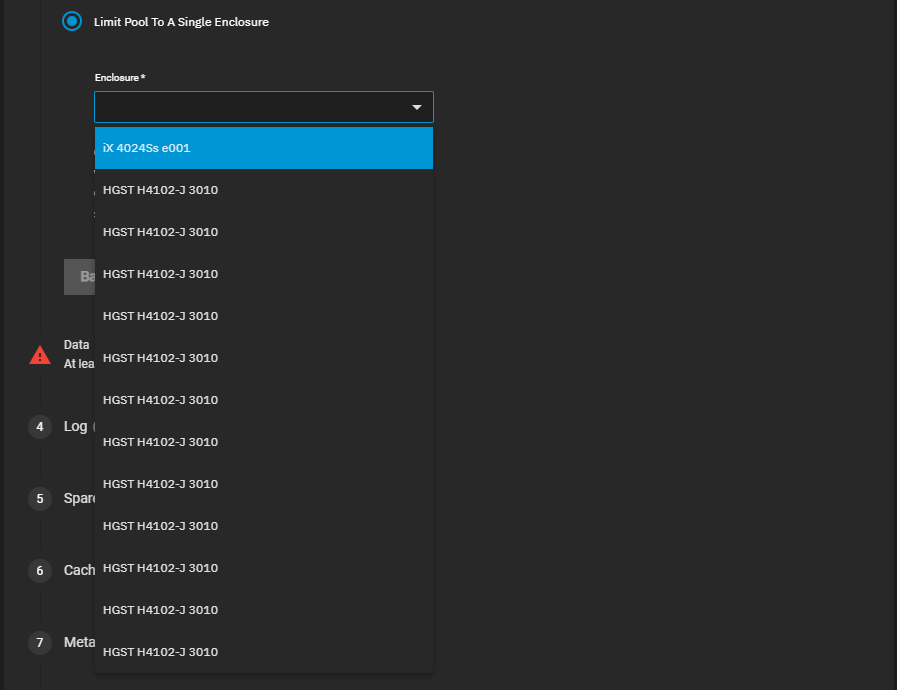 Limit Pool To A Single Enclosure
Enclosure *
iX 4024Ss e001
HGST H4102-J 3010
HGST H4102-J 3010
HGST H4102-J 3010
Ba
HGST H4102-J 3010
Data
At lea
HGST H4102-J 3010
HGST H4102-J 3010
4 Log (
HGST H4102-J 3010
HGST H4102-J 3010
5 Spare
HGST H4102-J 3010
6 Cach
HGST H4102-J 3010
HGST H4102-J 3010
7 Meta
HGST H4102-J 3010